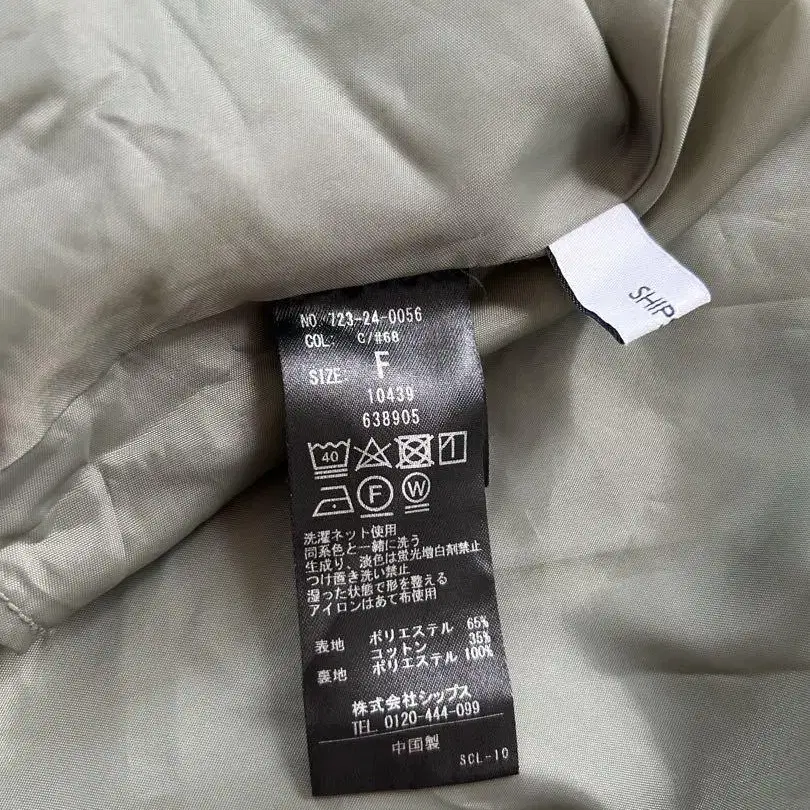 SHIP
NO. 723-24-0056
COL: C/#68
SIZE: F
10439
638905
40
F
W
洗濯ネット使用
同系色と一緒に洗う
生成り、淡色は蛍光増白剤禁止
つけ置き洗い禁止
湿った状態で形を整える
アイロンはあて布使用
表地 ポリエステル 65%
コットン 35%
裏地 ポリエステル 100%
株式会社シップス
TEL. 0120-444-099
中国製
SCL-10